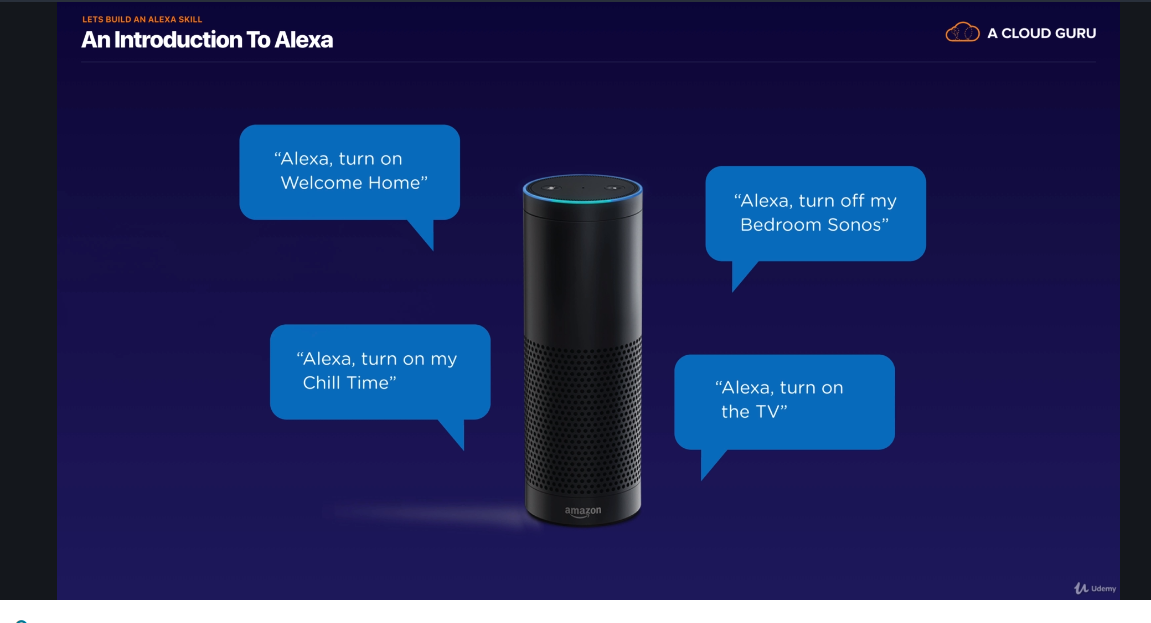 LETS BUILD AN ALEXA SKILL
An Introduction To Alexa
A CLOUD GURU
“Alexa, turn on
Welcome Home”
“Alexa, turn off my
Bedroom Sonos”
“Alexa, turn on my
Chill Time”
“Alexa, turn on
the TV”
amazon
Udemy